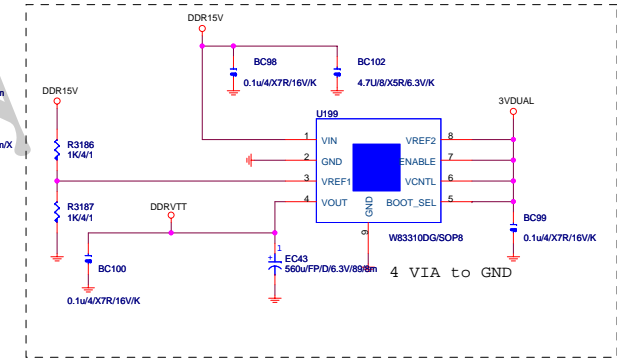 DDR15V
BC98
0.1u/4/X7R/16V/K
BC102
4.7U/8/X5R/6.3V/K
DDR15V
3VDUAL
U199
R3186
1K/4/1
1 VIN VREF2 8
2 GND ENABLE 7
3 VREF1 VCNTL 6
4 VOUT BOOT_SEL 5
GND
9
R3187
1K/4/1
DDRVTT
W83310DG/SOP8
BC99
0.1u/4/X7R/16V/K
BC100
0.1u/4/X7R/16V/K
1
+
EC43
560u/FP/D/6.3V/89/8m
4 VIA to GND